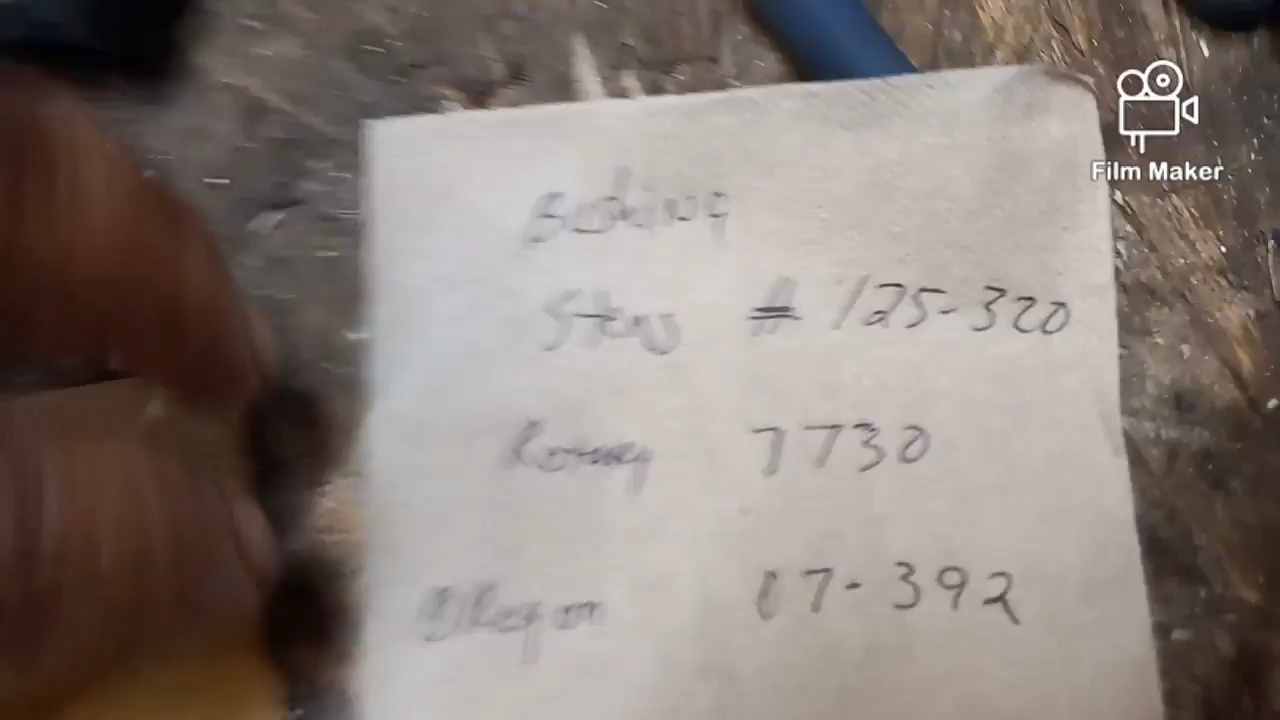 Film Maker
Bushing
Stens # 125-320
Rotary 7730
ORegon 07-392